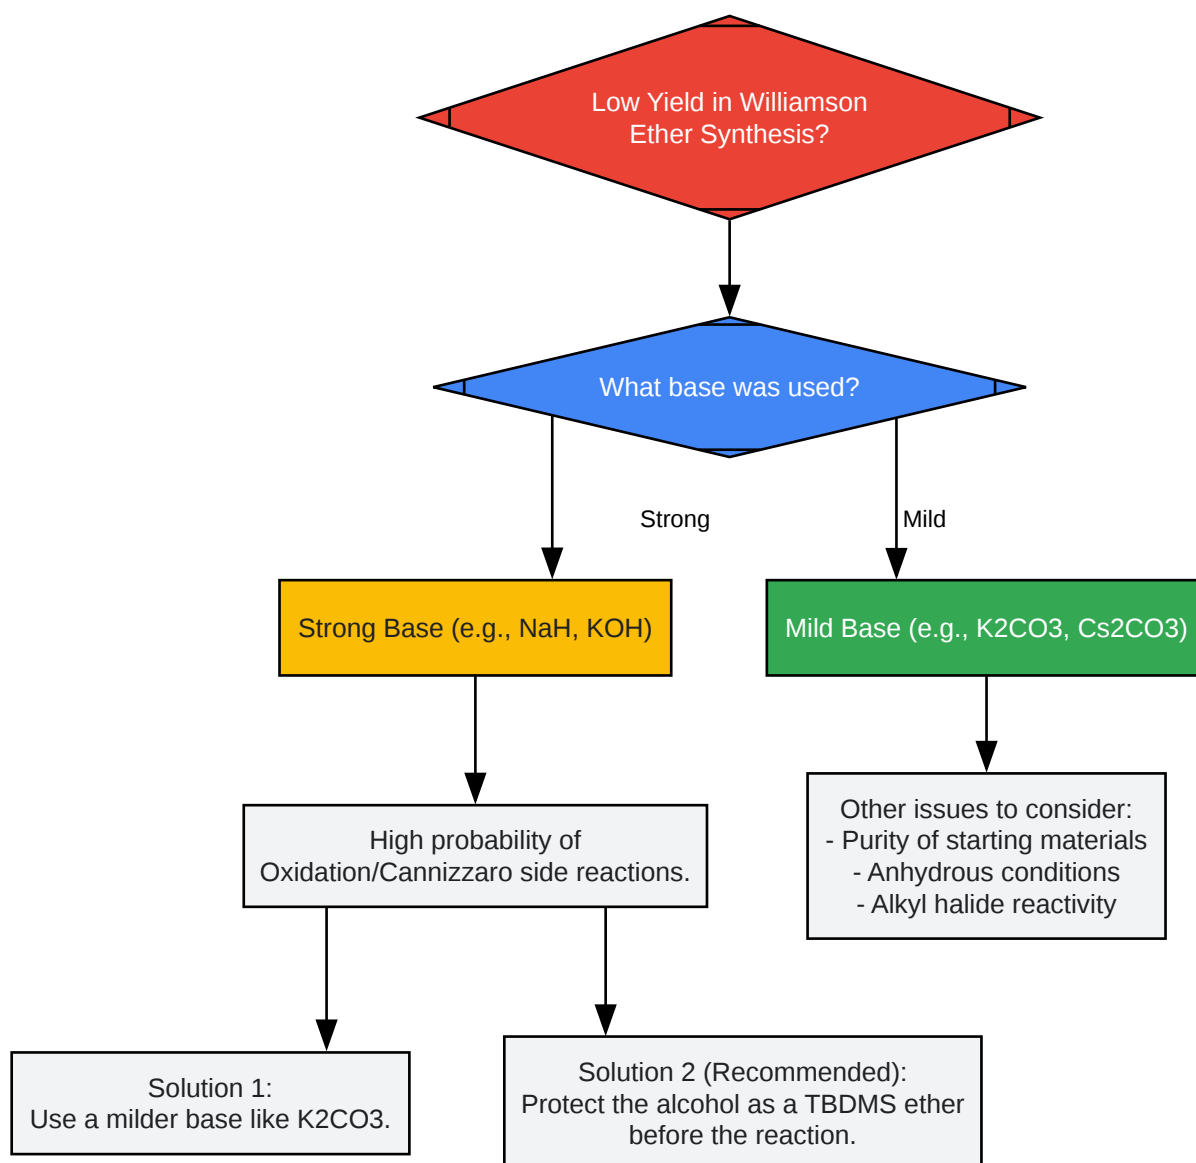 Low Yield in Williamson
Ether Synthesis?
What base was used?
Strong
Mild
Strong Base (e.g., NaH, KOH)
Mild Base (e.g., K2CO3, Cs2CO3)
High probability of
Oxidation/Cannizzaro side reactions.
Other issues to consider:
- Purity of starting materials
- Anhydrous conditions
- Alkyl halide reactivity
Solution 1:
Use a milder base like K2CO3.
Solution 2 (Recommended):
Protect the alcohol as a TBDMS ether
before the reaction.